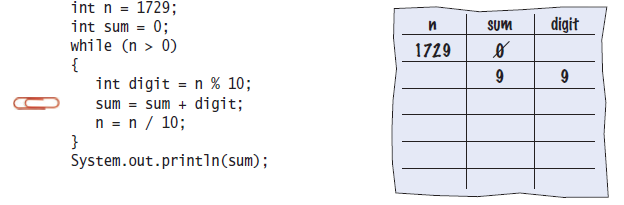 int n = 1729;
int sum = 0;
while (n > 0)
{
int digit = n % 10;
sum = sum + digit;
n = n / 10;
}
System.out.println(sum);
n sum digit
1729 0
9 9